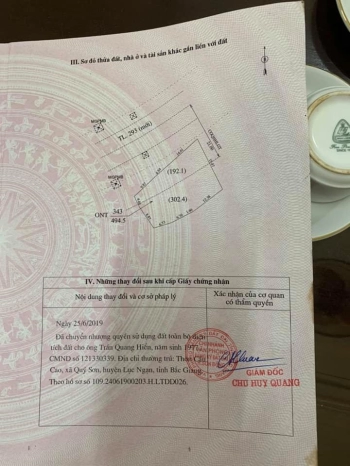 III. Sơ đồ thửa đất, nhà ở và tài sản khác gắn liền với đất
TL. 293 (mới)
(192.1)
(302.4)
ONT 343
494.5
IV. Những thay đổi sau khi cấp Giấy chứng nhận
Nội dung thay đổi và cơ sở pháp lý
Xác nhận của cơ quan
có thẩm quyền
Ngày 25/6/2019
Đã chuyển nhượng quyền sử dụng đất toàn bộ diện
tích đất cho ông Trần Quang Hiển, năm sinh 197
CMND số 121330339. Địa chỉ thường trú: Thôn Cầu
Cao, xã Quý Sơn, huyện Lục Ngạn, tỉnh Bắc Giang.
Theo hồ sơ số 109.24061900203.H.LTDD026.
GIÁM ĐỐC
CHU HUY QUANG